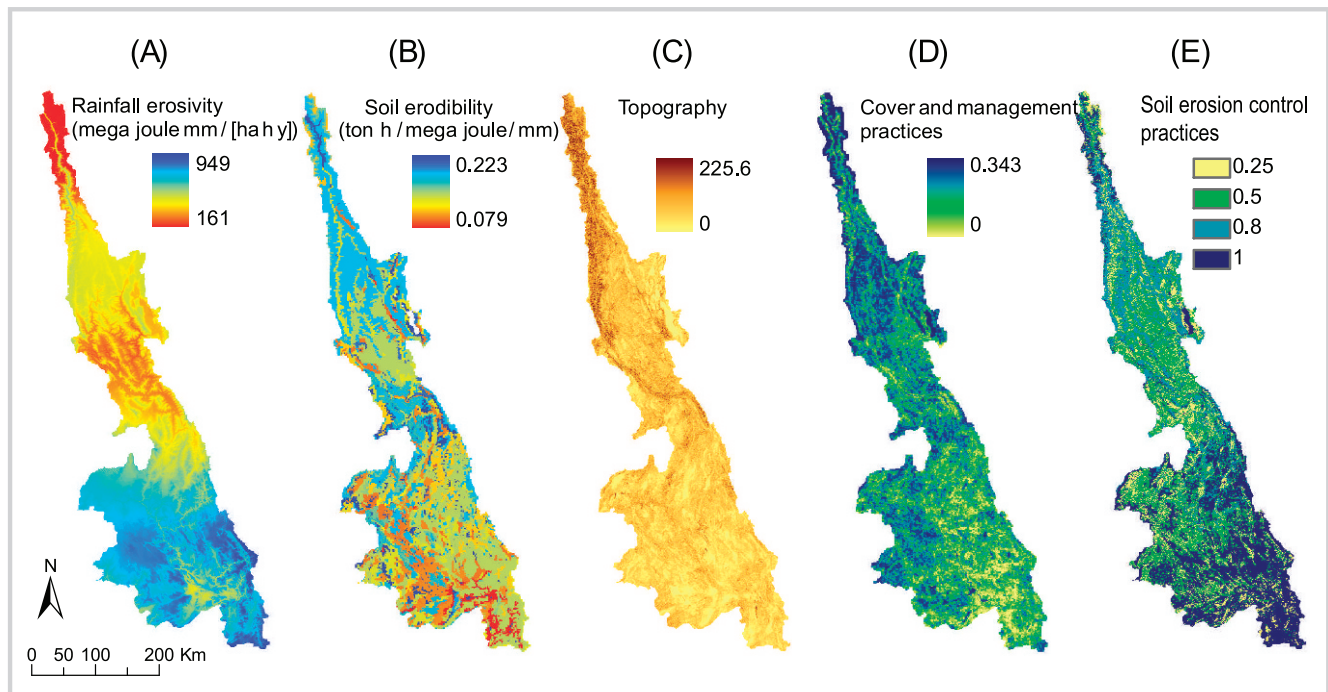 (A)
(B)
(C)
(D)
(E)
Rainfall erosivity
(mega joule mm / [ha h y])
949
161
Soil erodibility
(ton h / mega joule / mm)
0.223
0.079
Topography
225.6
0
Cover and management
practices
0.343
0
Soil erosion control
practices
0.25
0.5
0.8
1
N
0 50 100 200 Km